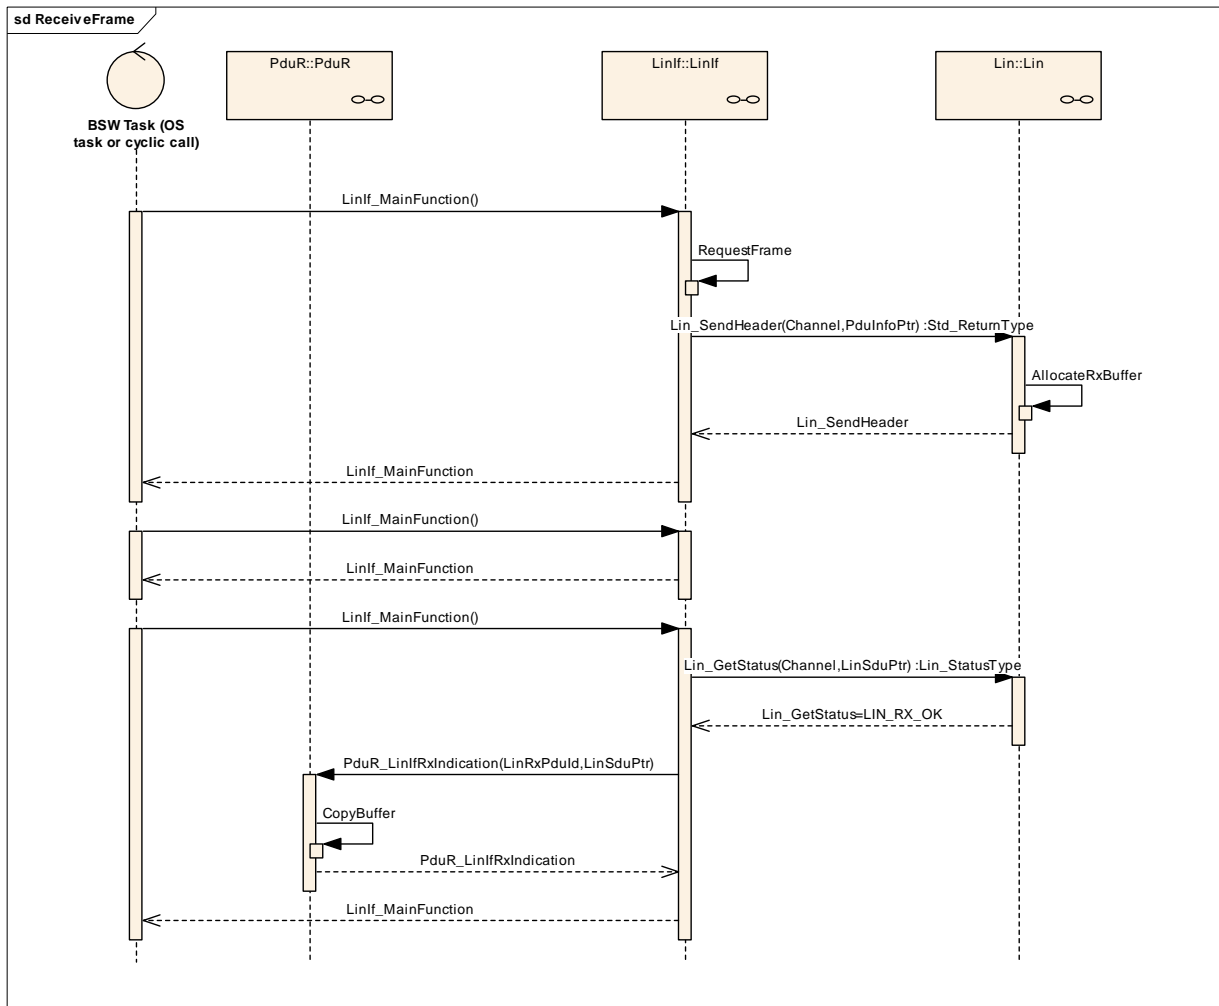 sd ReceiveFrame
PduR::PduR
LinIf::LinIf
Lin::Lin
BSW Task (OS
task or cyclic call)
LinIf_MainFunction()
RequestFrame
Lin_SendHeader(Channel,PduInfoPtr) :Std_ReturnType
AllocateRxBuffer
Lin_SendHeader
LinIf_MainFunction
LinIf_MainFunction()
LinIf_MainFunction
LinIf_MainFunction()
Lin_GetStatus(Channel,LinSduPtr) :Lin_StatusType
Lin_GetStatus=LIN_RX_OK
PduR_LinIfRxIndication(LinRxPduId,LinSduPtr)
CopyBuffer
PduR_LinIfRxIndication
LinIf_MainFunction